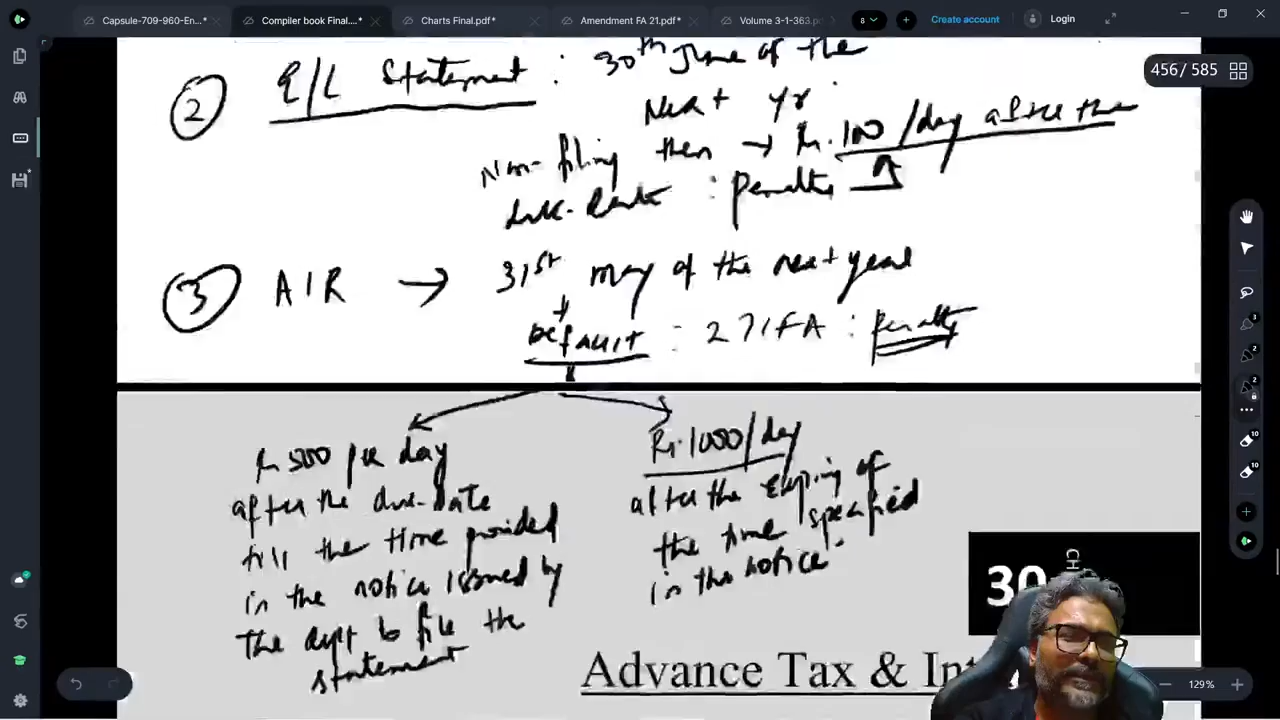 Capsule-709-960-En...*
Compiler book Final....*
Charts Final.pdf*
Amendment FA 21.pdf*
Volume 3-1-363.p
8
Create account
Login
456 / 585
② E/L Statement : 30th June of the
Next yr.
Non-filing then → Rs.100/day after the
due-date : penalty
③ AIR → 31st may of the next year
Default : 271FA : penalty
Rs 500 per day
after the due-date
till the time provided
in the notice issued by
the dept to file the
statement
Rs.1000/day
after the expiry of
the time specified
in the notice.
30
CH
Advance Tax & Int
129%